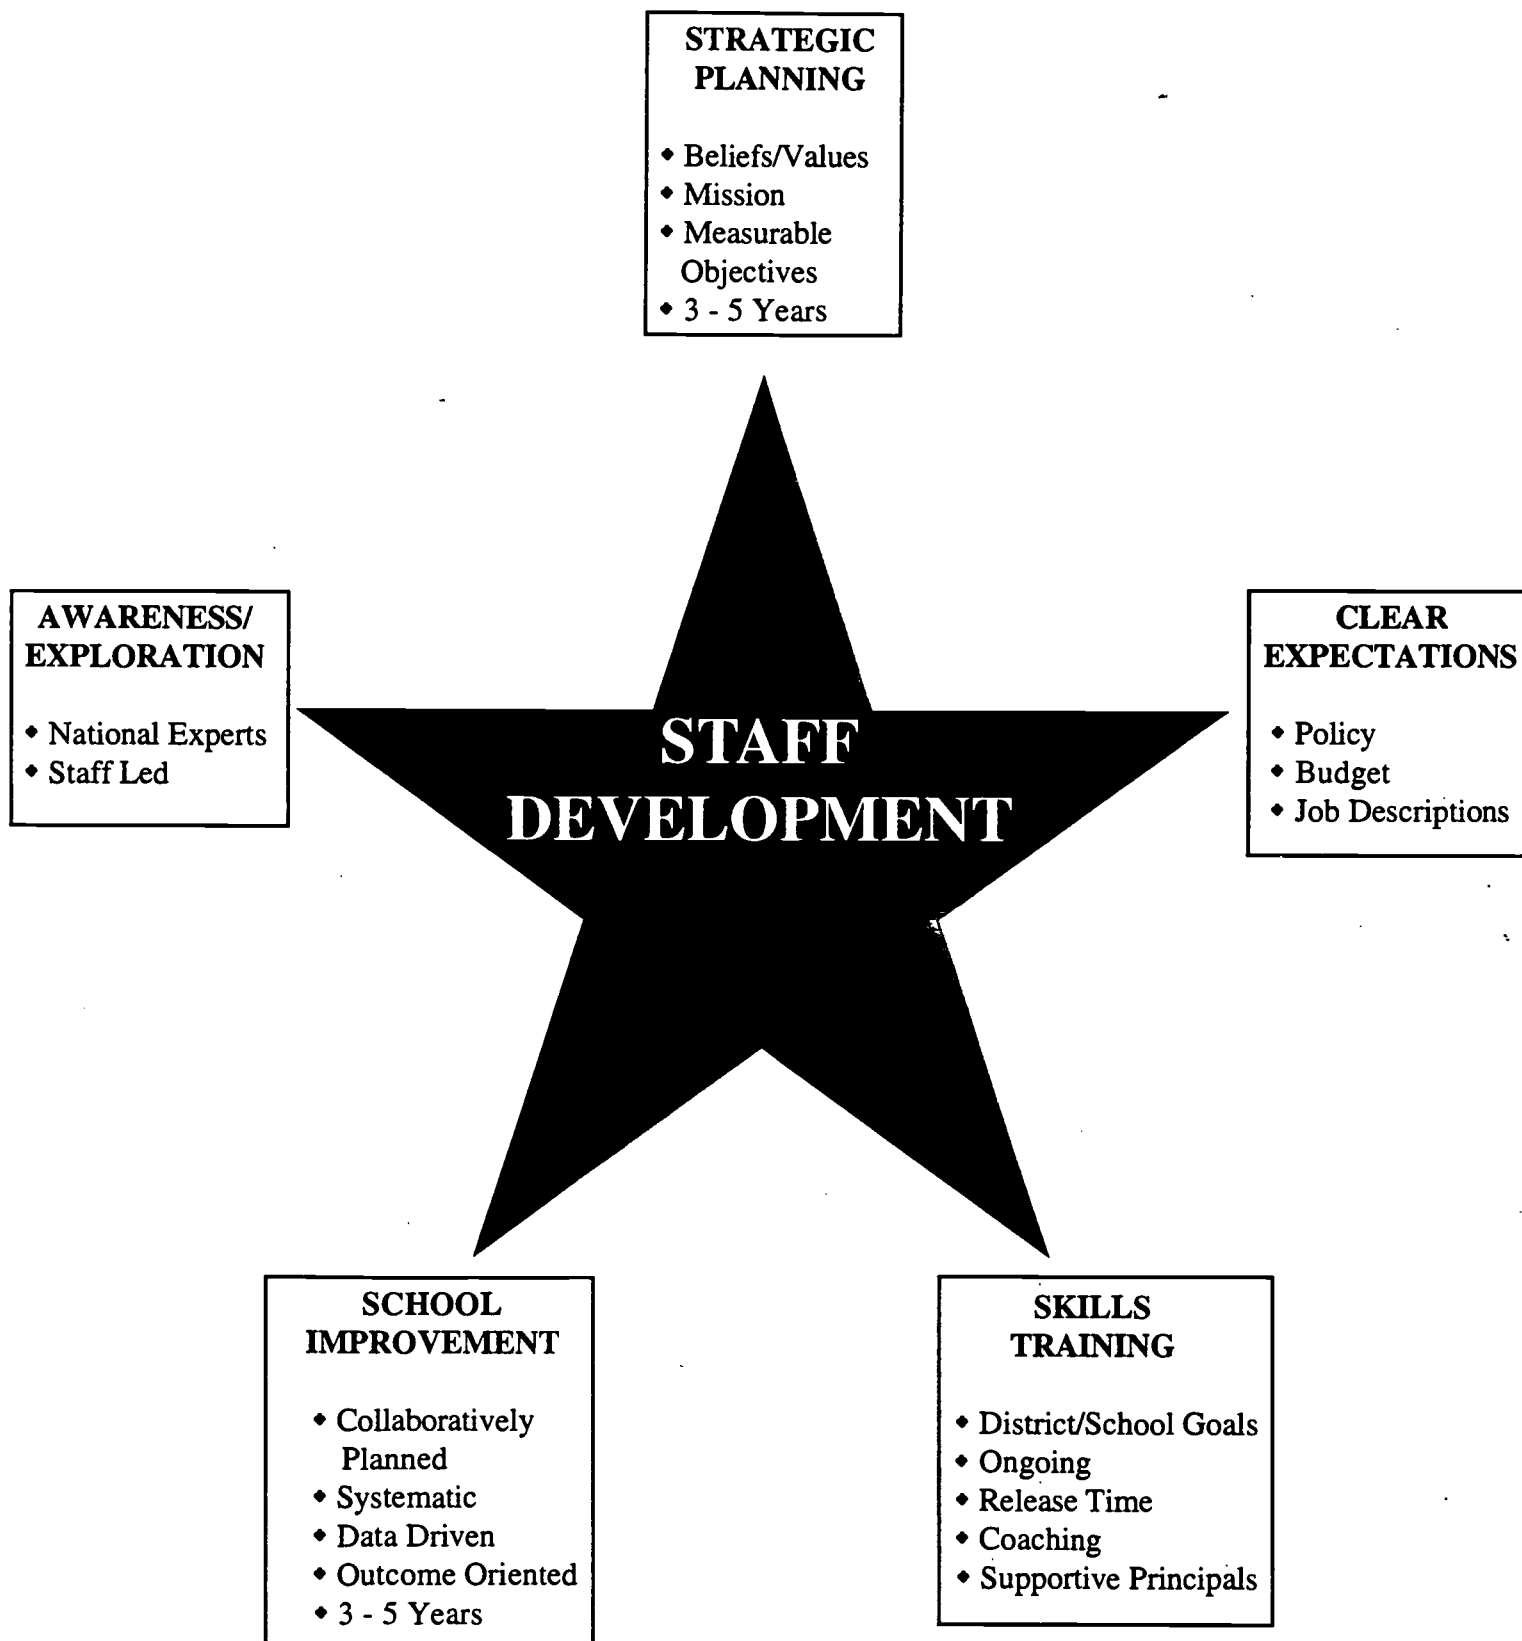 STRATEGIC
PLANNING
◆ Beliefs/Values
◆ Mission
◆ Measurable
Objectives
◆ 3 - 5 Years
AWARENESS/
EXPLORATION
◆ National Experts
◆ Staff Led
CLEAR
EXPECTATIONS
◆ Policy
◆ Budget
◆ Job Descriptions
STAFF
DEVELOPMENT
SCHOOL
IMPROVEMENT
◆ Collaboratively
Planned
◆ Systematic
◆ Data Driven
◆ Outcome Oriented
◆ 3 - 5 Years
SKILLS
TRAINING
◆ District/School Goals
◆ Ongoing
◆ Release Time
◆ Coaching
◆ Supportive Principals